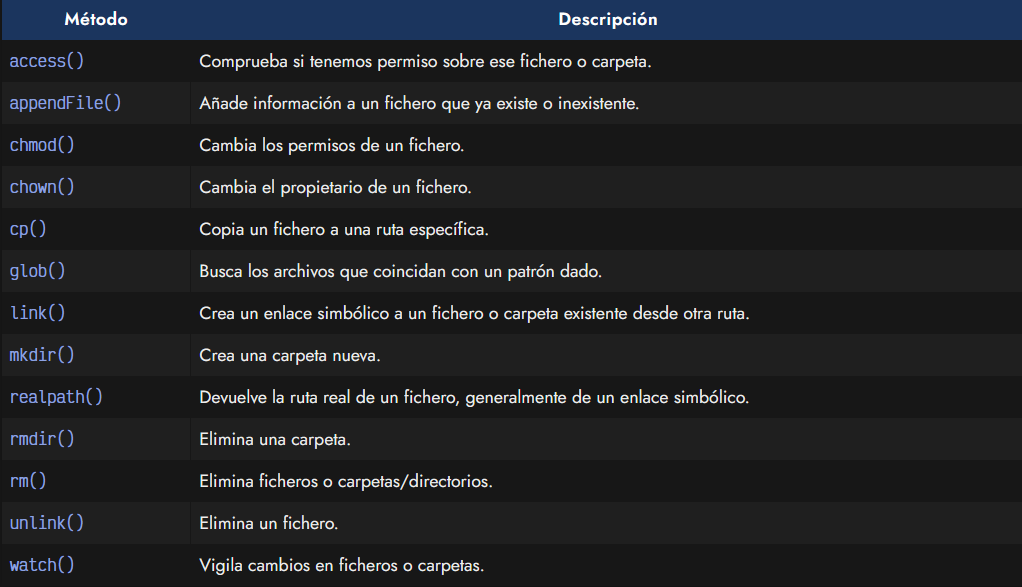 Método Descripción
access() Comprueba si tenemos permiso sobre ese fichero o carpeta.
appendFile() Añade información a un fichero que ya existe o inexistente.
chmod() Cambia los permisos de un fichero.
chown() Cambia el propietario de un fichero.
cp() Copia un fichero a una ruta específica.
glob() Busca los archivos que coincidan con un patrón dado.
link() Crea un enlace simbólico a un fichero o carpeta existente desde otra ruta.
mkdir() Crea una carpeta nueva.
realpath() Devuelve la ruta real de un fichero, generalmente de un enlace simbólico.
rmdir() Elimina una carpeta.
rm() Elimina ficheros o carpetas/directorios.
unlink() Elimina un fichero.
watch() Vigila cambios en ficheros o carpetas.